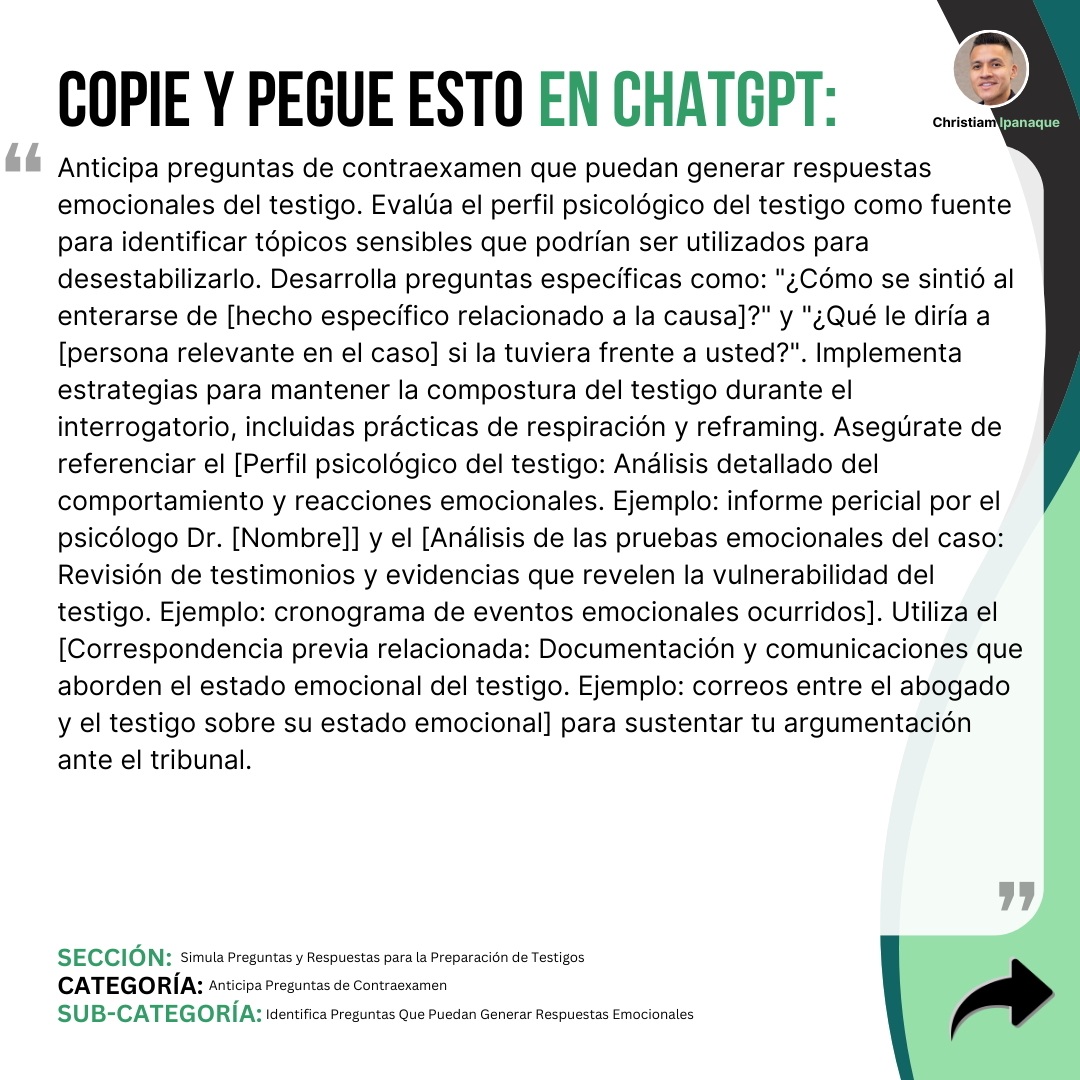 COPIE Y PEGUE ESTO EN CHATGPT:
Christiam Ipanaque
“
Anticipa preguntas de contraexamen que puedan generar respuestas
emocionales del testigo. Evalúa el perfil psicológico del testigo como fuente
para identificar tópicos sensibles que podrían ser utilizados para
desestabilizarlo. Desarrolla preguntas específicas como: "¿Cómo se sintió al
enterarse de [hecho específico relacionado a la causa]?" y "¿Qué le diría a
[persona relevante en el caso] si la tuviera frente a usted?". Implementa
estrategias para mantener la compostura del testigo durante el
interrogatorio, incluidas prácticas de respiración y reframing. Asegúrate de
referenciar el [Perfil psicológico del testigo: Análisis detallado del
comportamiento y reacciones emocionales. Ejemplo: informe pericial por el
psicólogo Dr. [Nombre]] y el [Análisis de las pruebas emocionales del caso:
Revisión de testimonios y evidencias que revelen la vulnerabilidad del
testigo. Ejemplo: cronograma de eventos emocionales ocurridos]. Utiliza el
[Correspondencia previa relacionada: Documentación y comunicaciones que
aborden el estado emocional del testigo. Ejemplo: correos entre el abogado
y el testigo sobre su estado emocional] para sustentar tu argumentación
ante el tribunal.
”
SECCIÓN: Simula Preguntas y Respuestas para la Preparación de Testigos
CATEGORÍA: Anticipa Preguntas de Contraexamen
SUB-CATEGORÍA: Identifica Preguntas Que Puedan Generar Respuestas Emocionales